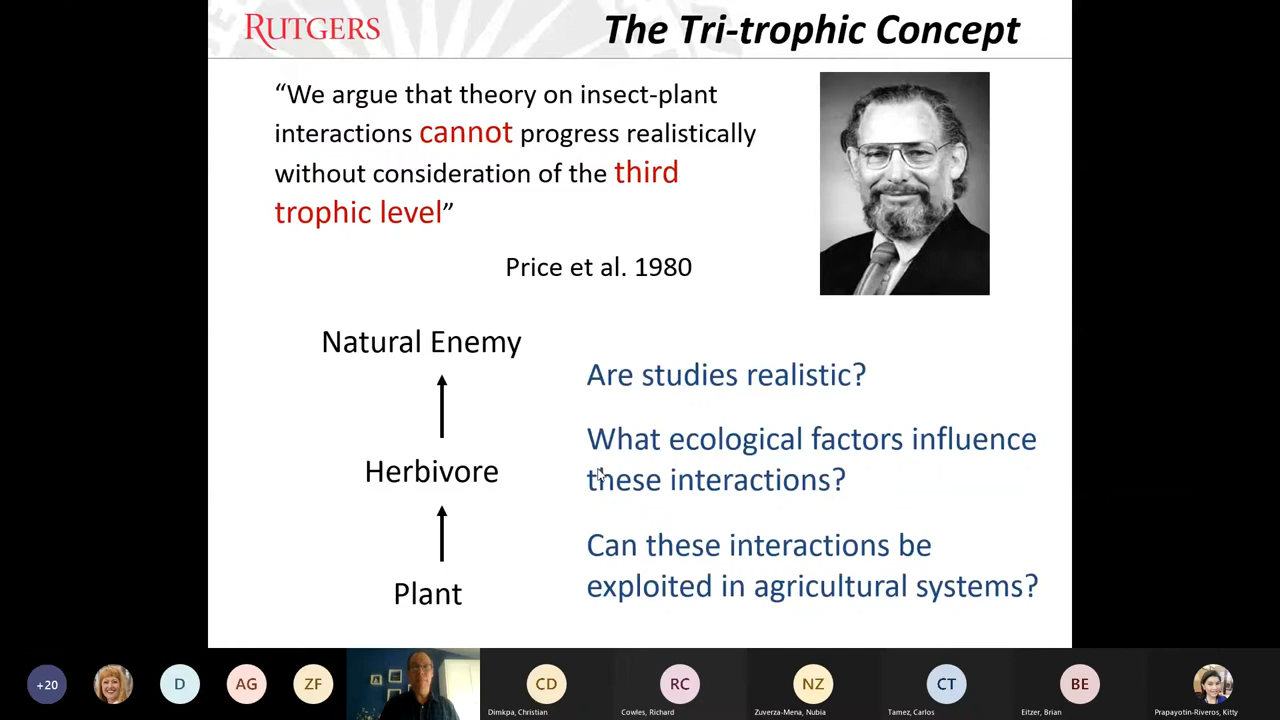 RUTGERS
The Tri-trophic Concept
“We argue that theory on insect-plant
interactions cannot progress realistically
without consideration of the third
trophic level”
Price et al. 1980
Natural Enemy
Herbivore
Plant
Are studies realistic?
What ecological factors influence
these interactions?
Can these interactions be
exploited in agricultural systems?
+20
D
AG
ZF
CD
RC
NZ
CT
BE
Dimkpa, Christian
Cowles, Richard
Zuverza-Mena, Nubia
Tamez, Carlos
Eitzer, Brian
Prapayotin-Riveros, Kitty